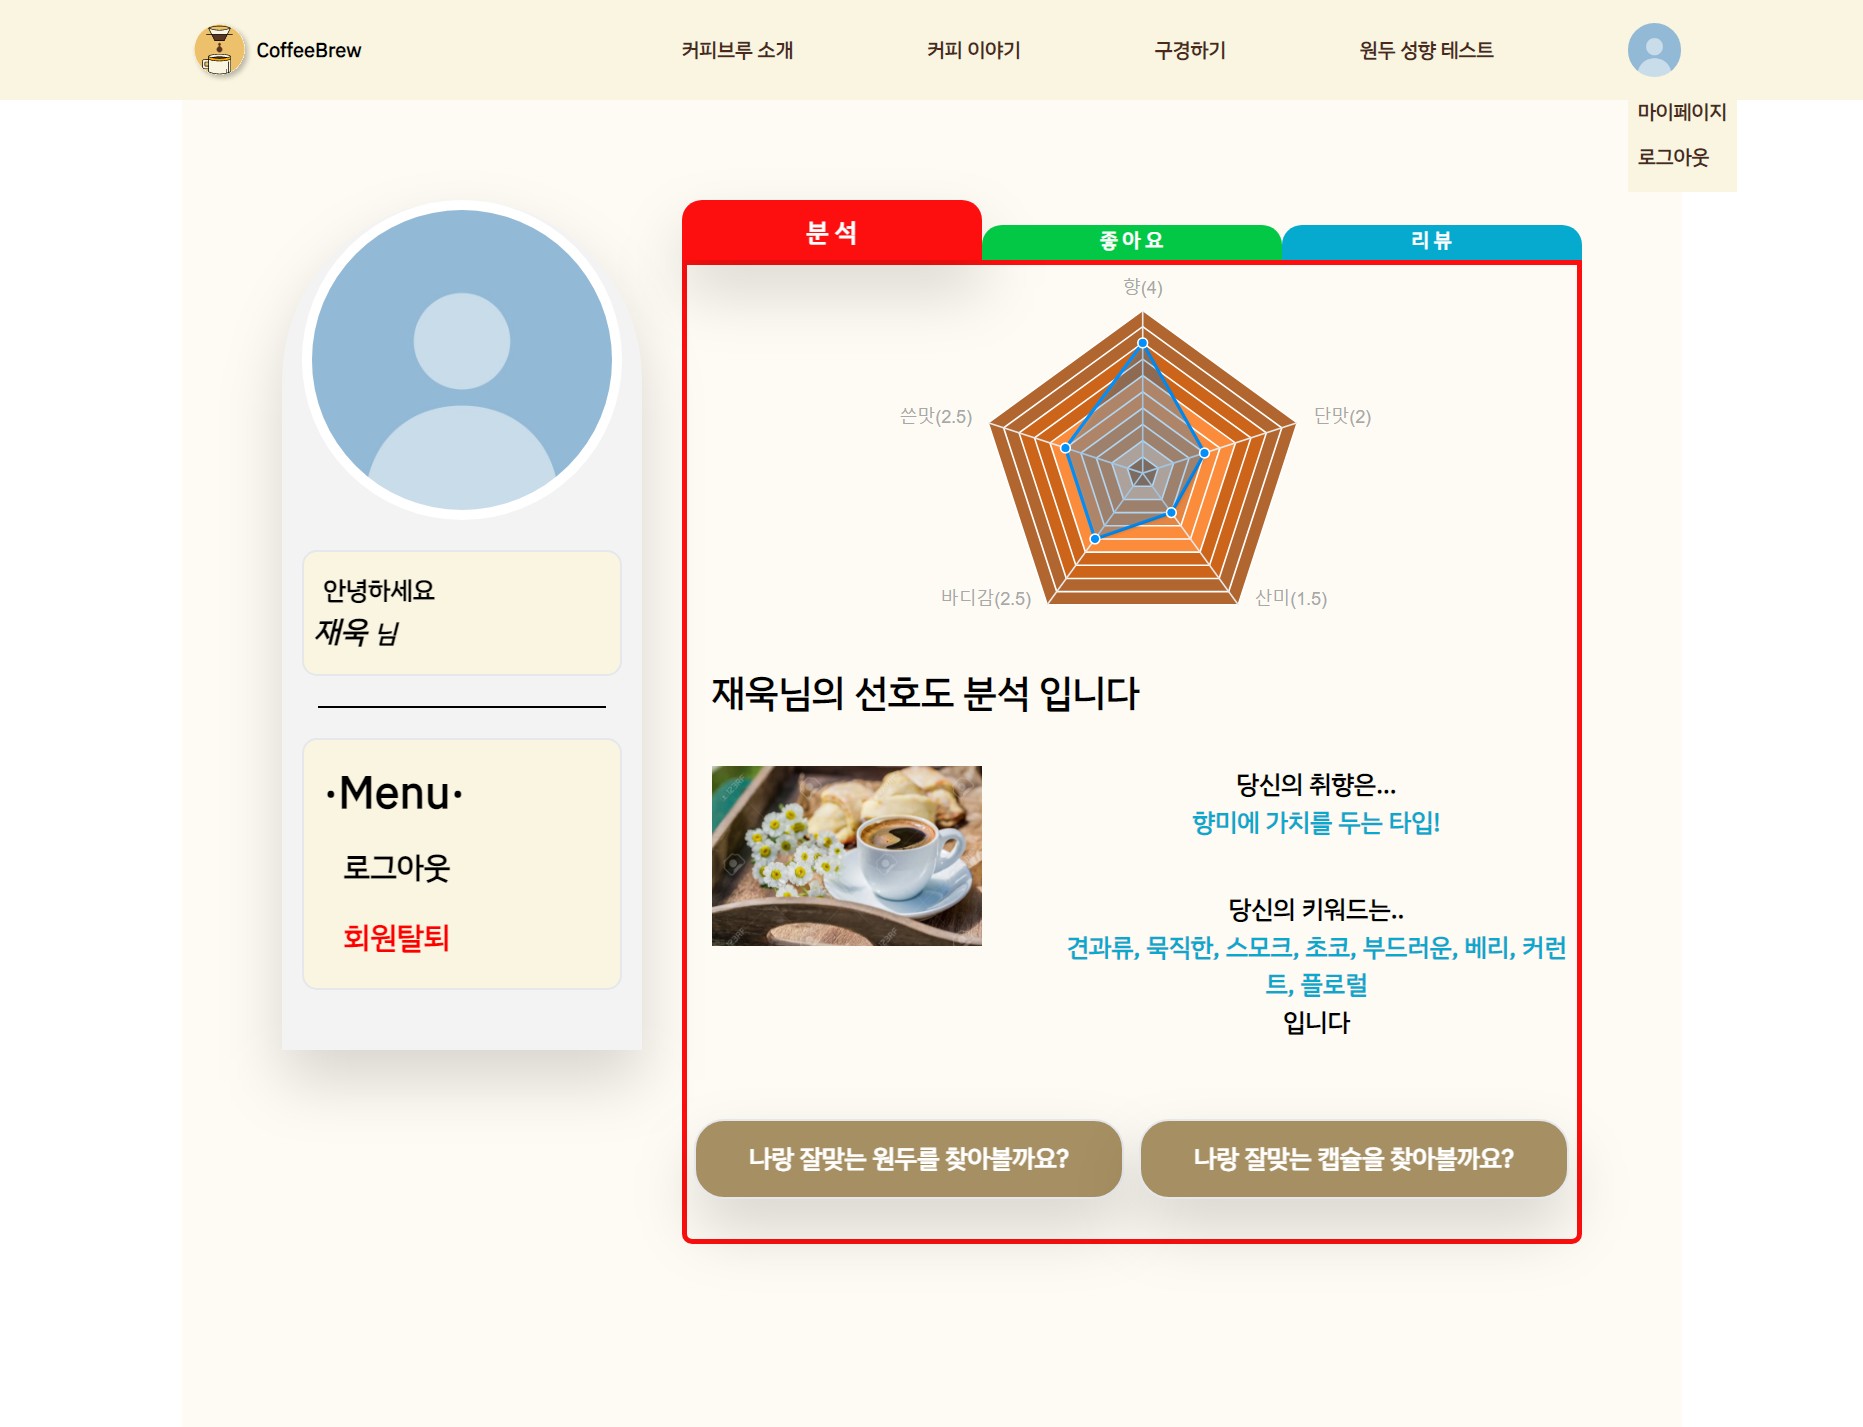 CoffeeBrew
커피브루 소개
커피 이야기
구경하기
원두 성향 테스트
마이페이지
로그아웃
안녕하세요
재욱 님
·Menu·
로그아웃
회원탈퇴
분석
좋아요
리뷰
향(4)
쓴맛(2.5)
단맛(2)
바디감(2.5)
산미(1.5)
재욱님의 선호도 분석 입니다
당신의 취향은...
향미에 가치를 두는 타입!
당신의 키워드는..
견과류, 묵직한, 스모크, 초코, 부드러운, 베리, 커런
트, 플로럴
입니다
나랑 잘맞는 원두를 찾아볼까요?
나랑 잘맞는 캡슐을 찾아볼까요?